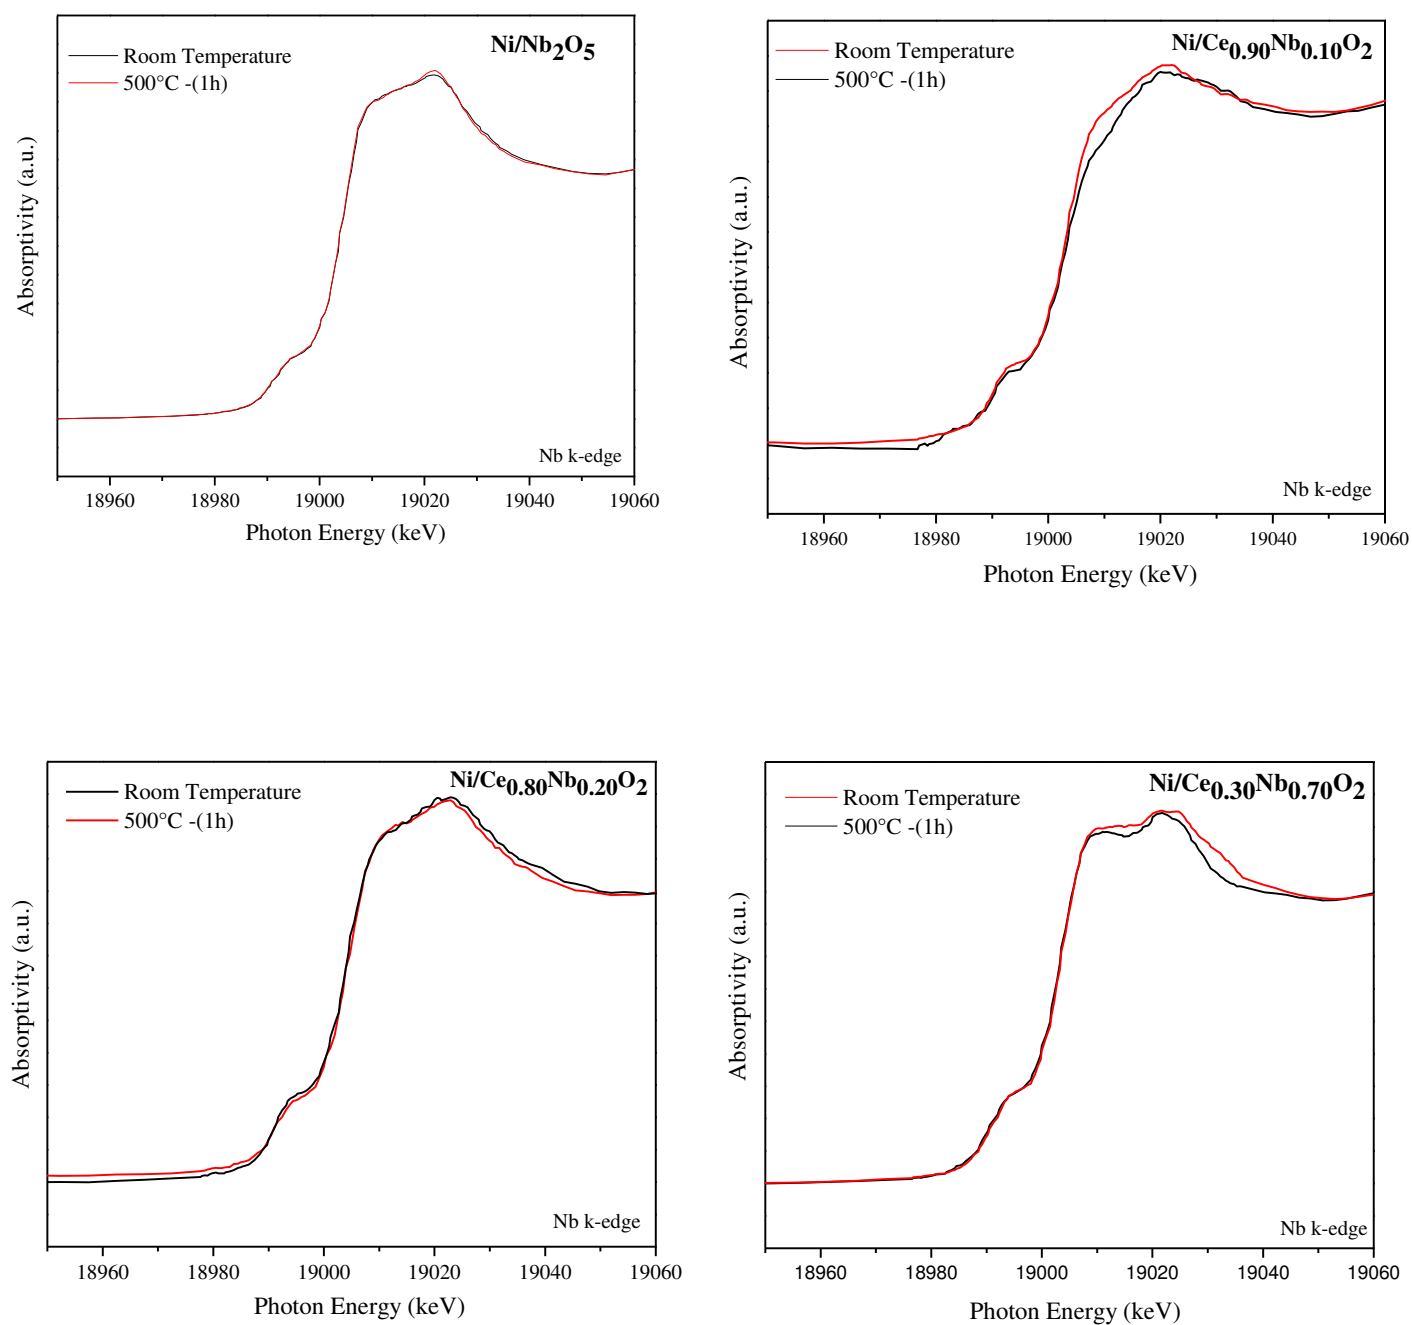 Ni/Nb2O5
Room Temperature
500°C -(1h)
Absorptivity (a.u.)
Nb k-edge
18960 18980 19000 19020 19040 19060
Photon Energy (keV)
Ni/Ce0.90Nb0.10O2
Room Temperature
500°C -(1h)
Absorptivity (a.u.)
Nb k-edge
18960 18980 19000 19020 19040 19060
Photon Energy (keV)
Ni/Ce0.80Nb0.20O2
Room Temperature
500°C -(1h)
Absorptivity (a.u.)
Nb k-edge
18960 18980 19000 19020 19040 19060
Photon Energy (keV)
Ni/Ce0.30Nb0.70O2
Room Temperature
500°C -(1h)
Absorptivity (a.u.)
Nb k-edge
18960 18980 19000 19020 19040 19060
Photon Energy (keV)